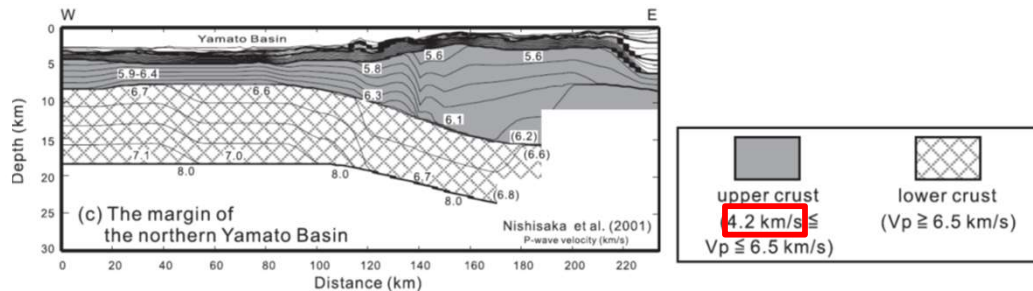 W E
Yamato Basin
0
5
10
15
20
25
30
Depth (km)
5.6 5.6
5.9-6.4 5.8
6.7 6.6 6.3
6.1
(6.2)
(6.6)
7.1 7.0 6.7
8.0 8.0 (6.8)
8.0
(c) The margin of
the northern Yamato Basin
Nishisaka et al. (2001)
P-wave velocity (km/s)
0 20 40 60 80 100 120 140 160 180 200 220
Distance (km)
upper crust
(4.2 km/s ≦
Vp ≦ 6.5 km/s)
lower crust
(Vp ≧ 6.5 km/s)